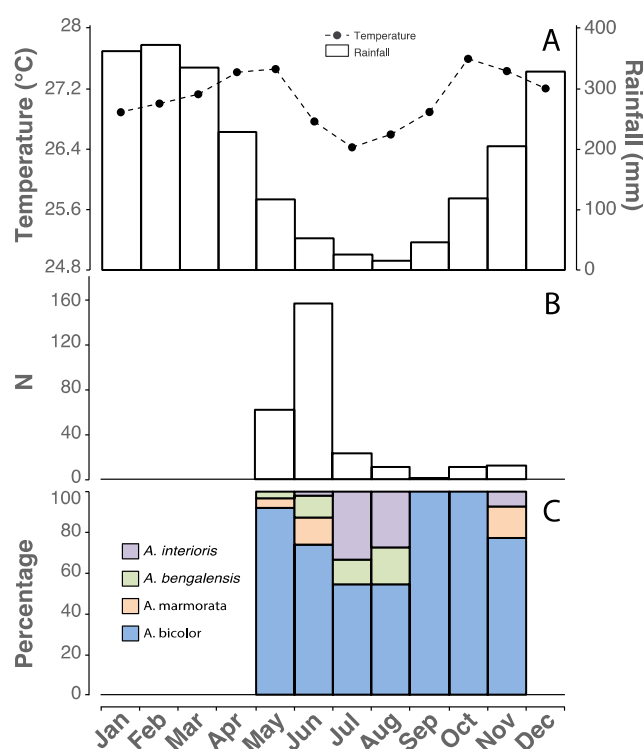 28
27.2
26.4
25.6
24.8
Temperature (°C)
Temperature
Rainfall
A
400
300
200
100
0
Rainfall
(mm)
160
120
80
40
0
N
B
100
80
60
40
20
0
Percentage
C
A. interioris
A. bengalensis
A. marmorata
A. bicolor
Jan
Feb
Mar
Apr
May
Jun
Jul
Aug
Sep
Oct
Nov
Dec